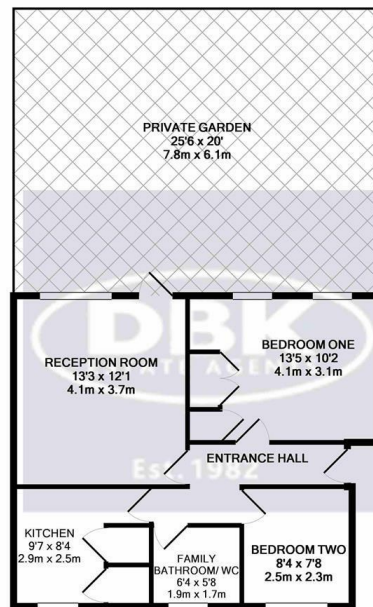 PRIVATE GARDEN
25'6 x 20'
7.8m x 6.1m
DBK
ESTATE AGENTS
Est. 1982
RECEPTION ROOM
13'3 x 12'1
4.1m x 3.7m
BEDROOM ONE
13'5 x 10'2
4.1m x 3.1m
ENTRANCE HALL
KITCHEN
9'7 x 8'4
2.9m x 2.5m
FAMILY
BATHROOM/ WC
6'4 x 5'8
1.9m x 1.7m
BEDROOM TWO
8'4 x 7'8
2.5m x 2.3m